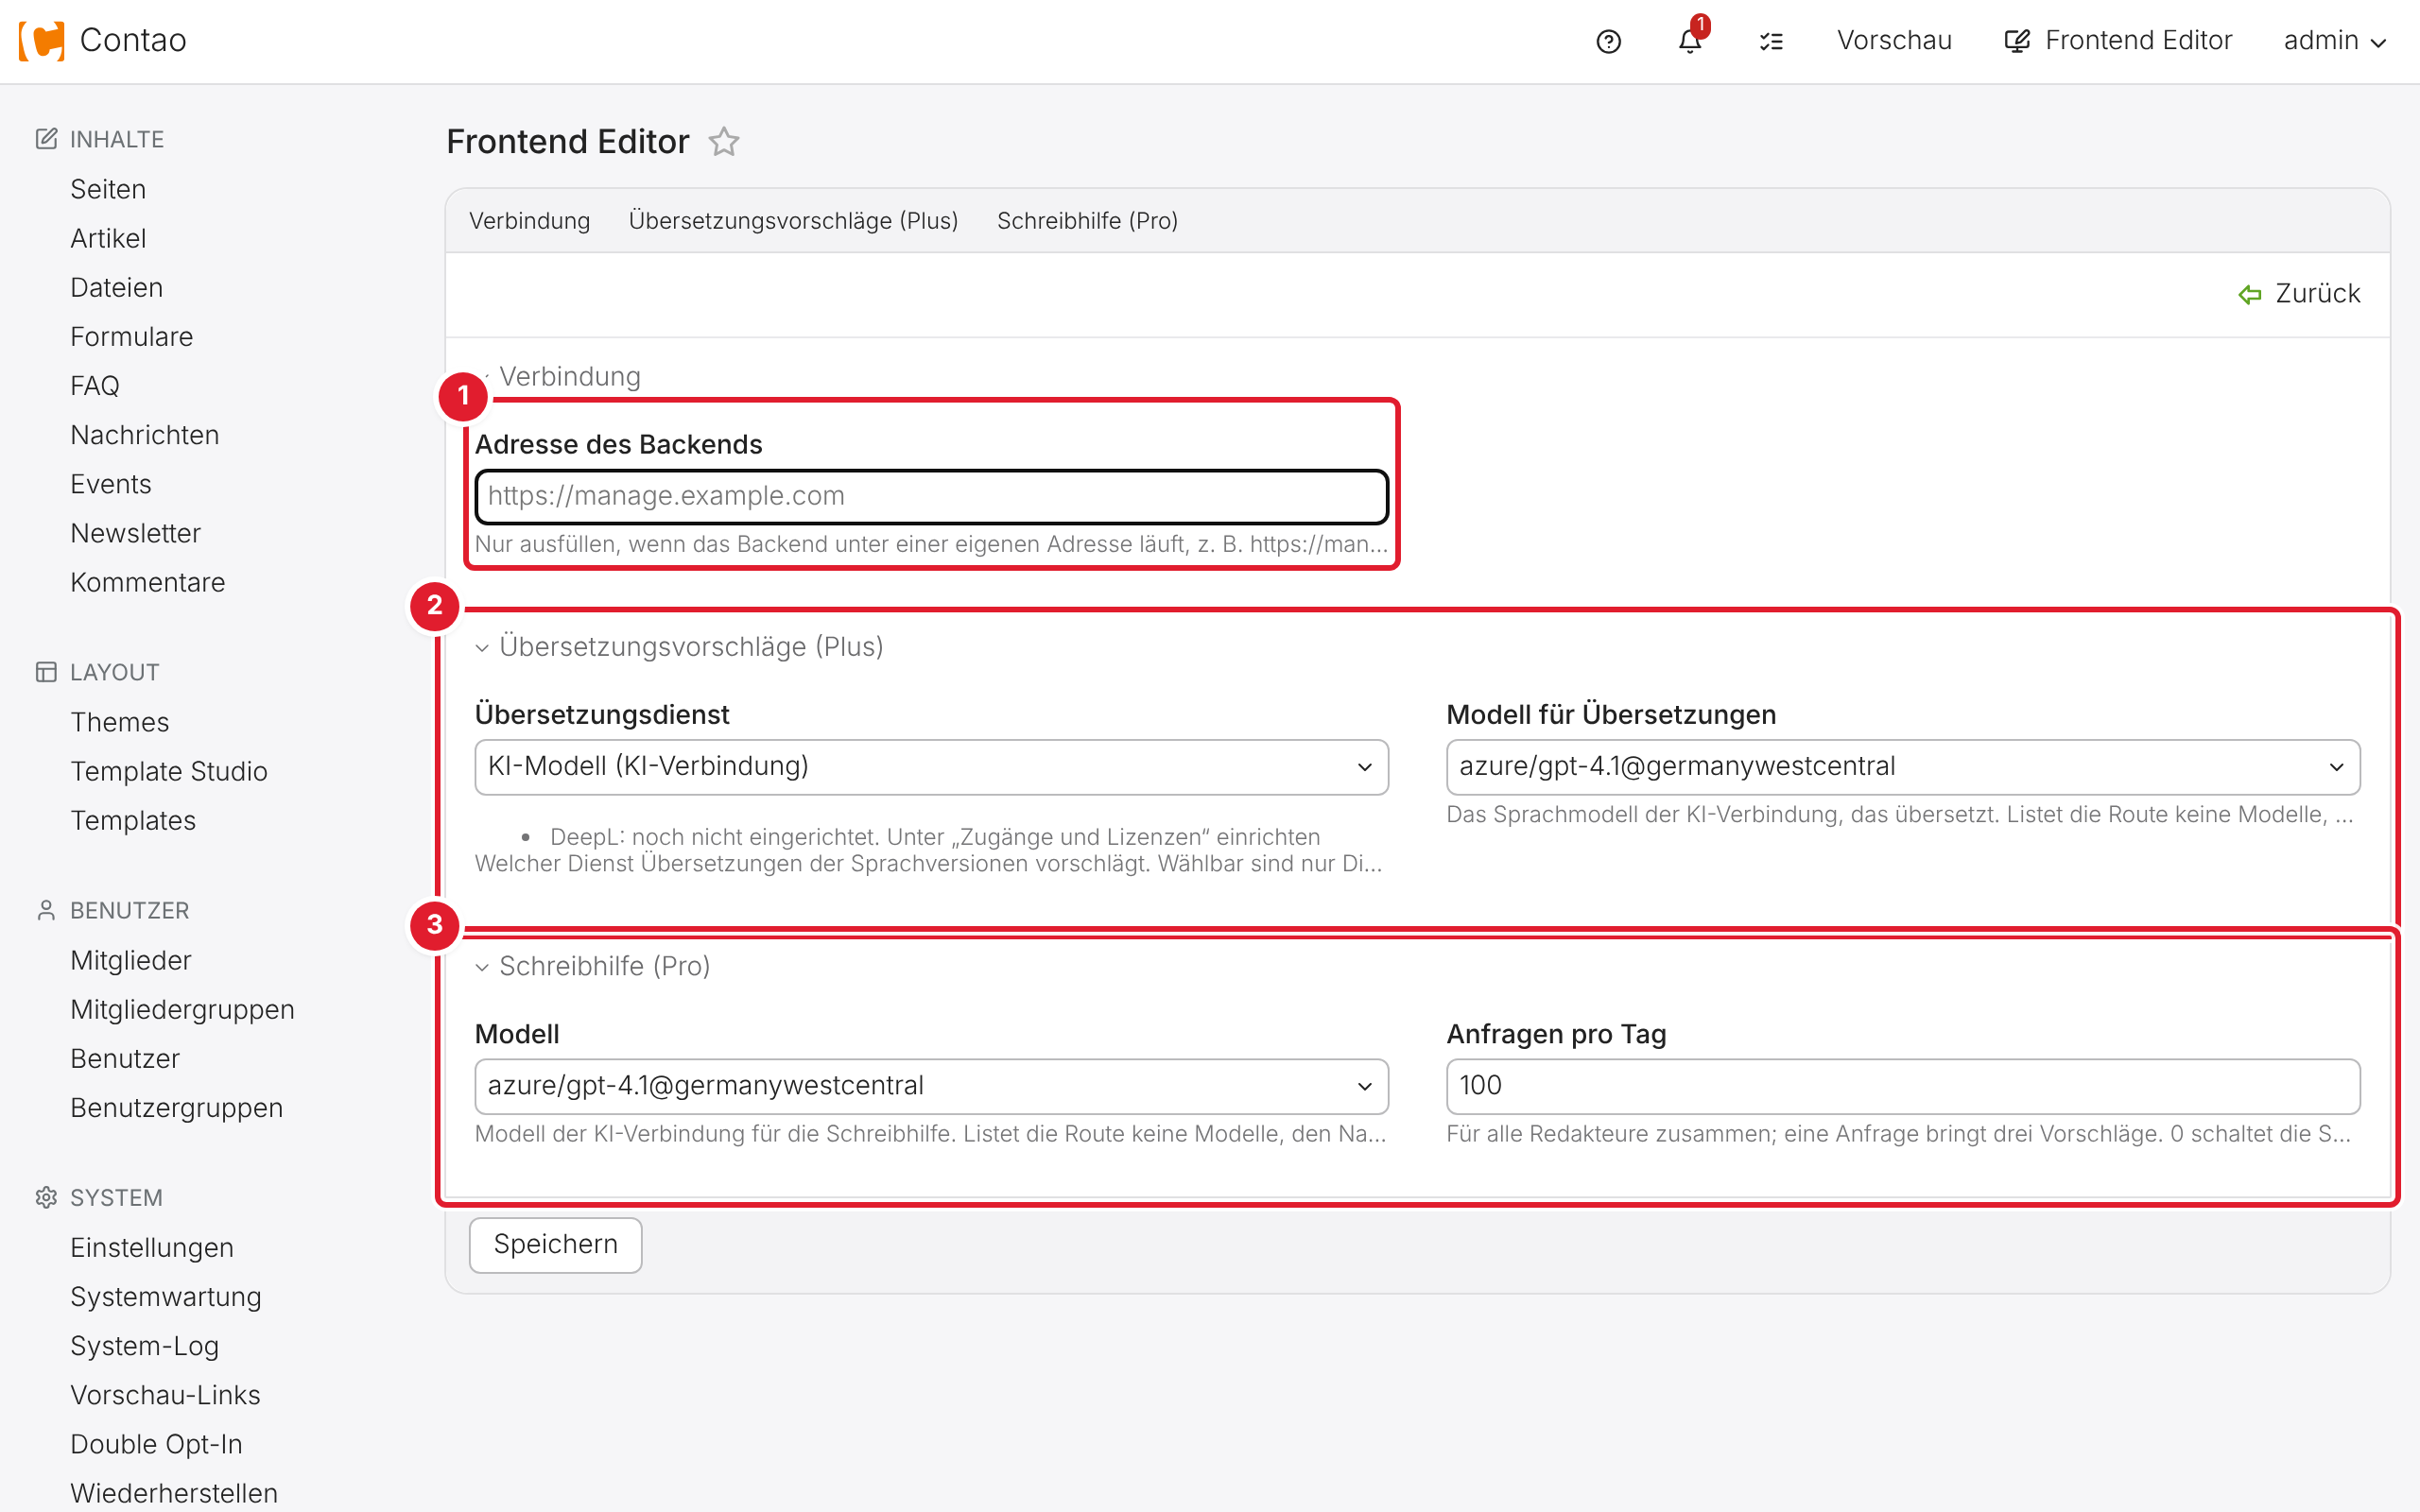 Contao
1
Vorschau
Frontend Editor
admin
INHALTE
Seiten
Artikel
Dateien
Formulare
FAQ
Nachrichten
Events
Newsletter
Kommentare
LAYOUT
Themes
Template Studio
Templates
BENUTZER
Mitglieder
Mitgliedergruppen
Benutzer
Benutzergruppen
SYSTEM
Einstellungen
Systemwartung
System-Log
Vorschau-Links
Double Opt-In
Wiederherstellen
Frontend Editor
Verbindung
Übersetzungsvorschläge (Plus)
Schreibhilfe (Pro)
Zurück
1
Verbindung
Adresse des Backends
https://manage.example.com
Nur ausfüllen, wenn das Backend unter einer eigenen Adresse läuft, z. B. https://man...
2
Übersetzungsvorschläge (Plus)
Übersetzungsdienst
KI-Modell (KI-Verbindung)
• DeepL: noch nicht eingerichtet. Unter „Zugänge und Lizenzen“ einrichten
Welcher Dienst Übersetzungen der Sprachversionen vorschlägt. Wählbar sind nur Di...
Modell für Übersetzungen
azure/gpt-4.1@germanywestcentral
Das Sprachmodell der KI-Verbindung, das übersetzt. Listet die Route keine Modelle, ...
3
Schreibhilfe (Pro)
Modell
azure/gpt-4.1@germanywestcentral
Modell der KI-Verbindung für die Schreibhilfe. Listet die Route keine Modelle, den Na...
Anfragen pro Tag
100
Für alle Redakteure zusammen; eine Anfrage bringt drei Vorschläge. 0 schaltet die S...
Speichern